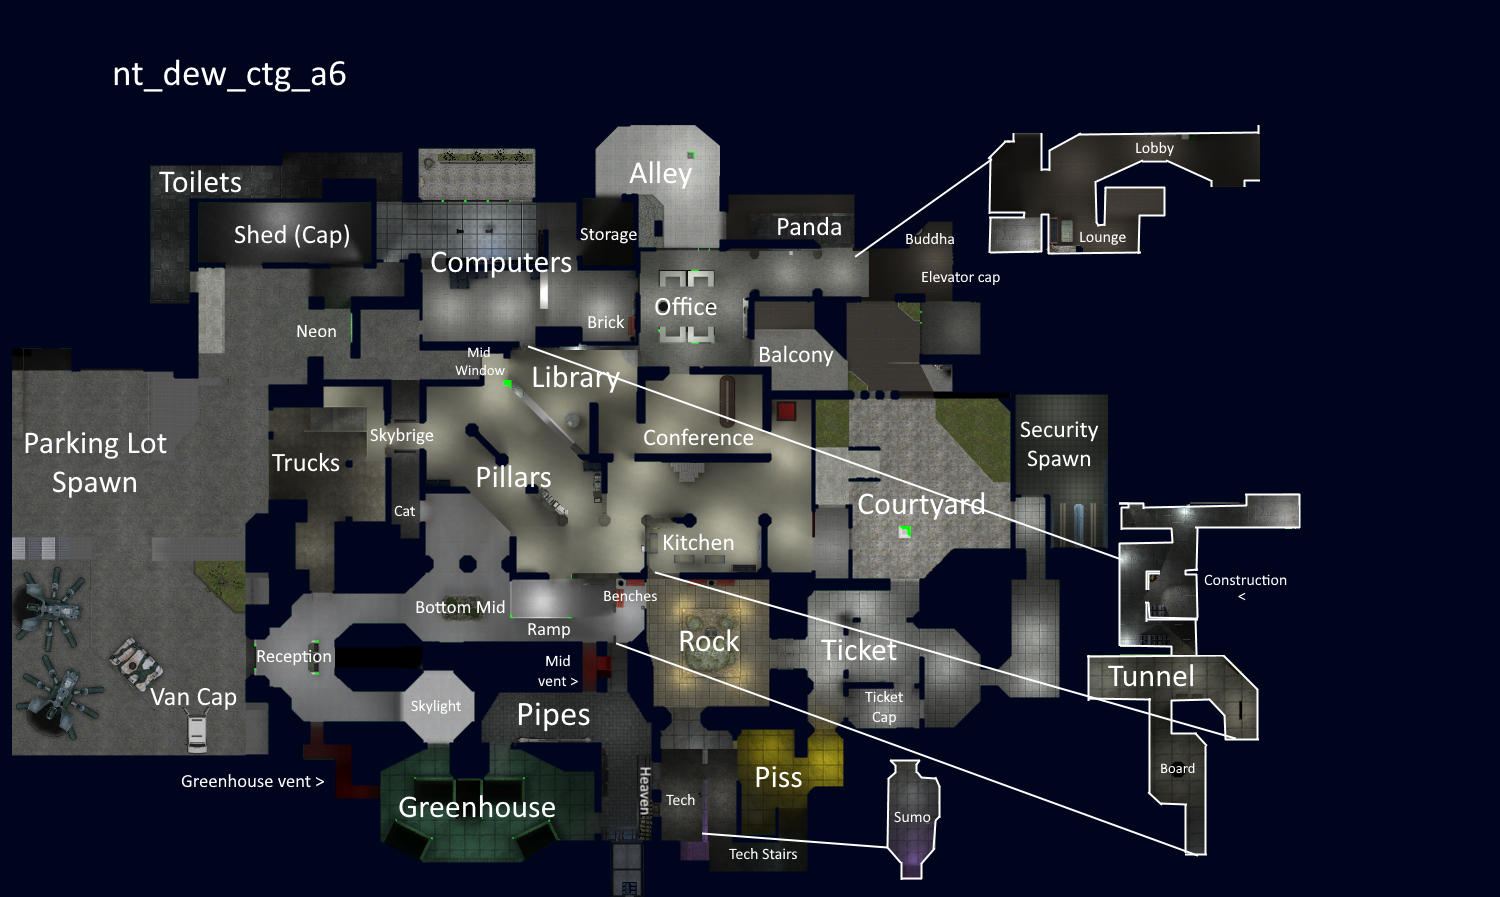 nt_dew_ctg_a6
Lobby
Alley
Toilets
Panda
Shed (Cap)
Storage
Buddha
Lounge
Computers
Elevator cap
Office
Brick
Neon
Mid
Window
Balcony
Library
Skybrige
Conference
Security
Spawn
Parking Lot
Spawn
Trucks
Pillars
Courtyard
Cat
Kitchen
Construction
<
Benches
Bottom Mid
Ramp
Rock
Ticket
Reception
Mid
vent >
Tunnel
Van Cap
Skylight
Ticket
Cap
Pipes
Greenhouse vent >
Piss
Board
Heaven
Tech
Greenhouse
Sumo
Tech Stairs